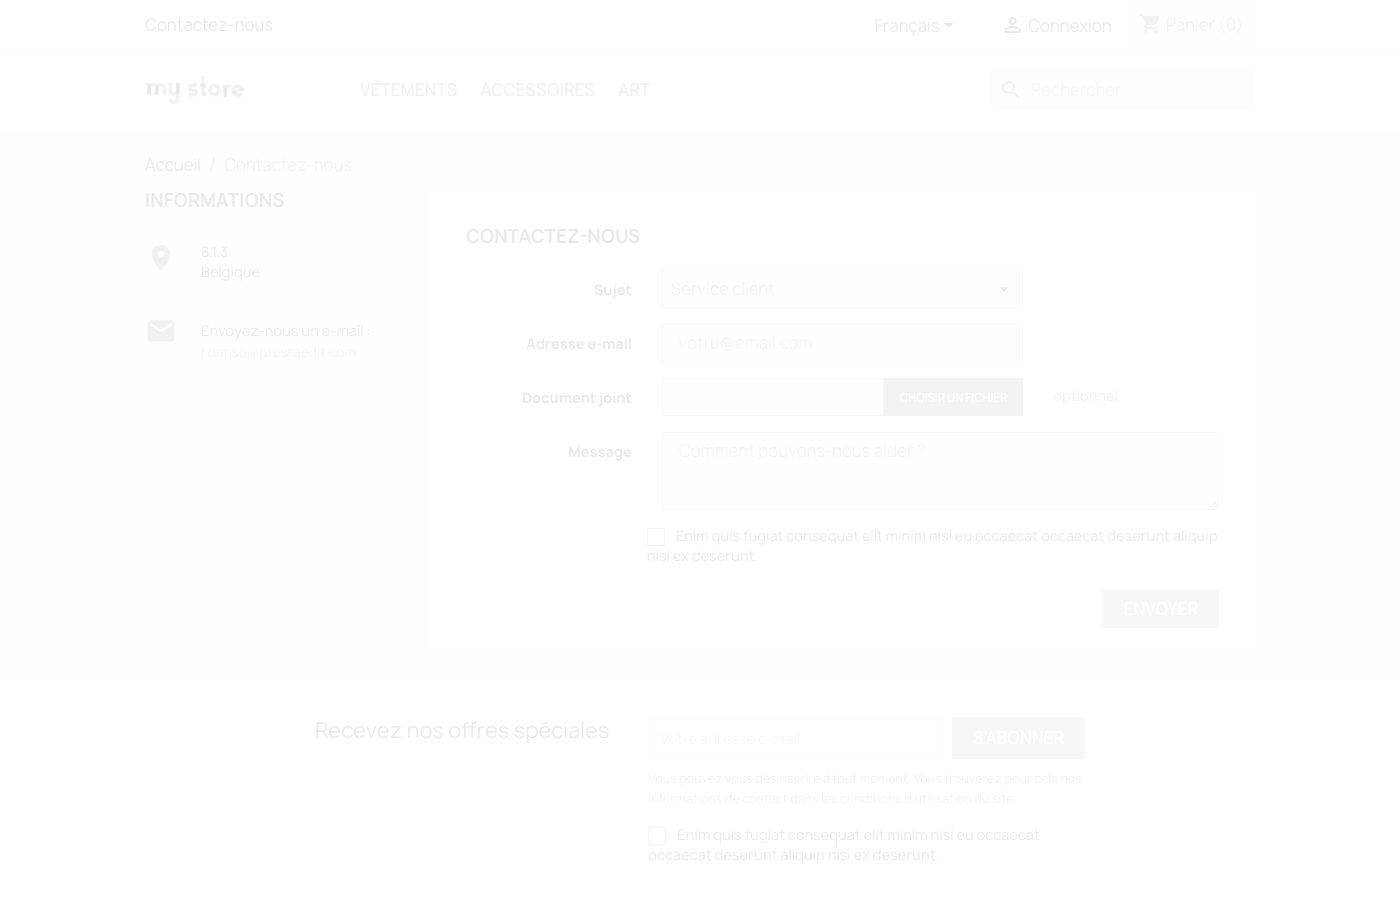 Contactez-nous
Français
Connexion
Panier (0)
my store
VÊTEMENTS
ACCESSOIRES
ART
Rechercher
Accueil / Contactez-nous
INFORMATIONS
8.1.3
Belgique
Envoyez-nous un e-mail :
j.danse@prestaedit.com
CONTACTEZ-NOUS
Sujet
Service client
Adresse e-mail
votre@email.com
Document joint
CHOISIR UN FICHIER
optionnel
Message
Comment pouvons-nous aider ?
Enim quis fugiat consequat elit minim nisi eu occaecat occaecat deserunt aliquip
nisi ex deserunt.
ENVOYER
Recevez nos offres spéciales
Votre adresse e-mail
S'ABONNER
Vous pouvez vous désinscrire à tout moment. Vous trouverez pour cela nos
informations de contact dans les conditions d'utilisation du site.
Enim quis fugiat consequat elit minim nisi eu occaecat
occaecat deserunt aliquip nisi ex deserunt.